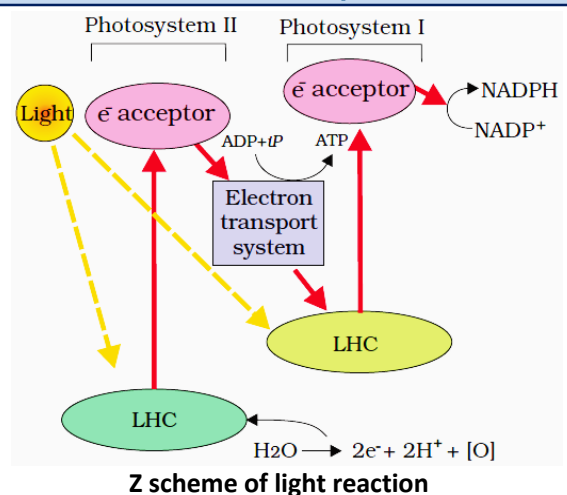 Photosystem II
Photosystem I
Light
e⁻ acceptor
e⁻ acceptor
NADPH
NADP⁺
ADP+iP
ATP
Electron
transport
system
LHC
LHC
H2O → 2e⁻ + 2H⁺ + [O]
Z scheme of light reaction